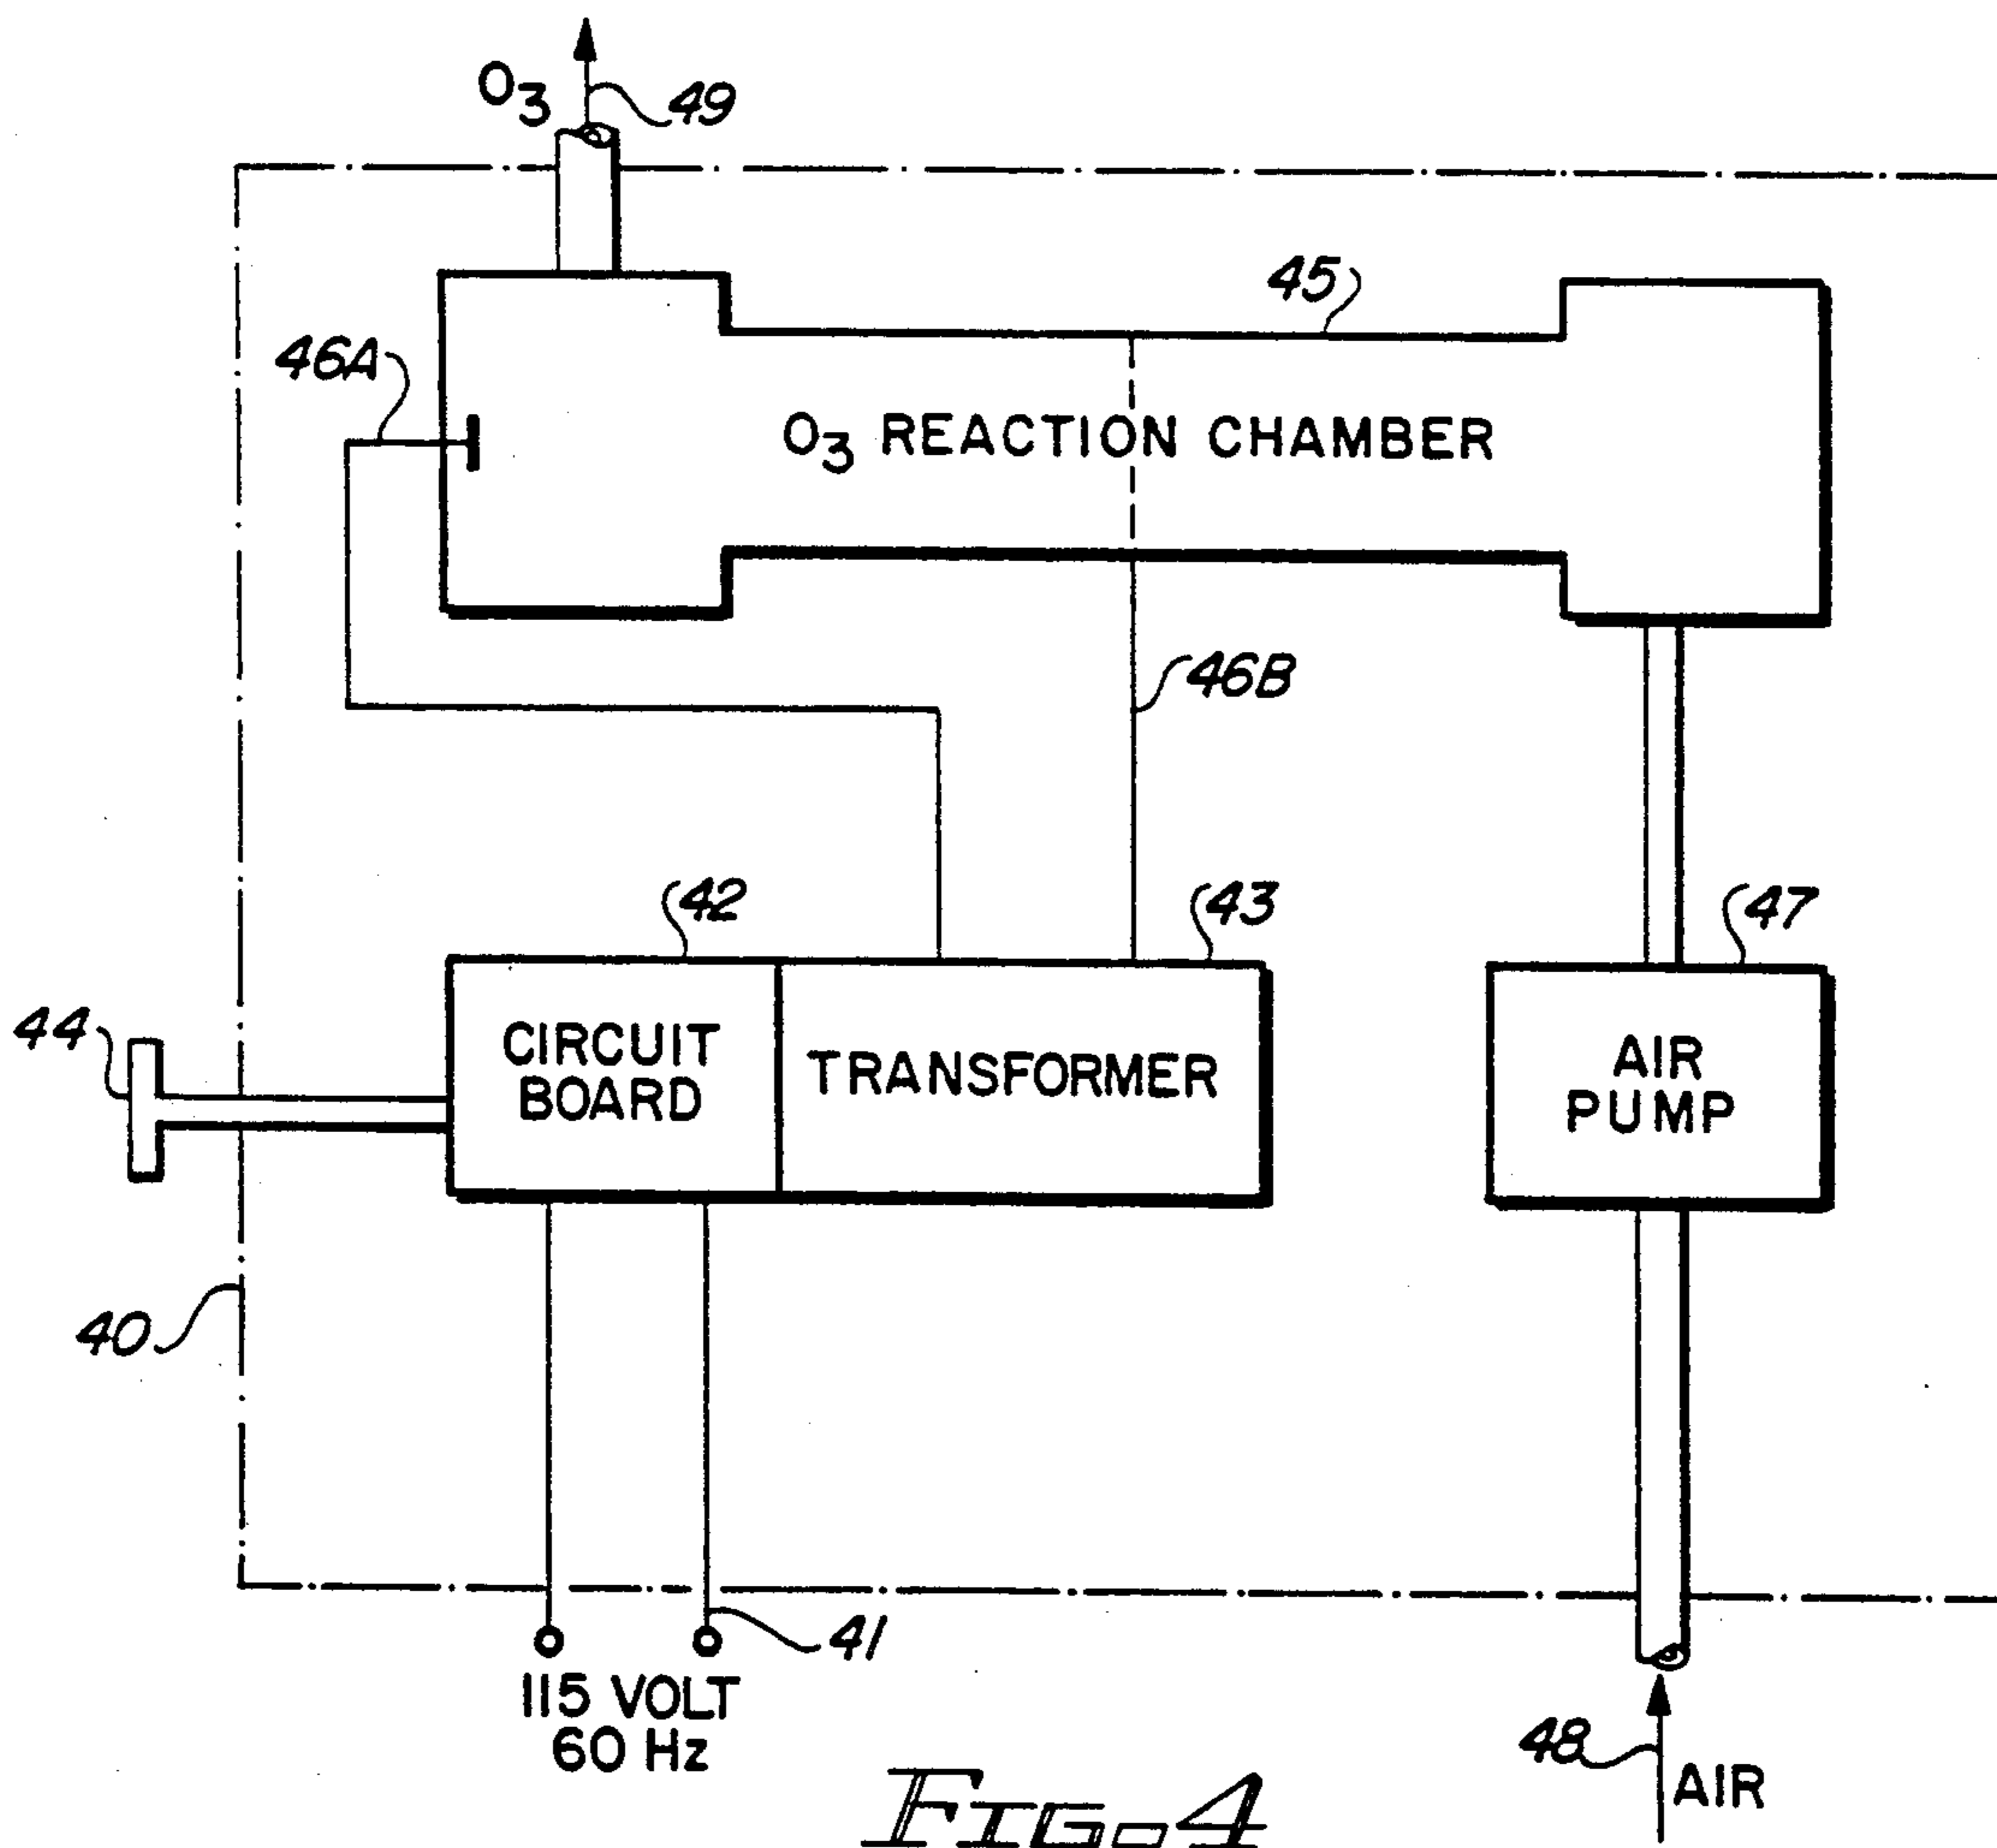 O3
49
45
46A
O3 REACTION CHAMBER
46B
42
43
47
44
CIRCUIT
BOARD
TRANSFORMER
AIR
PUMP
40
41
115 VOLT
60 Hz
48
AIR
FIG. 4